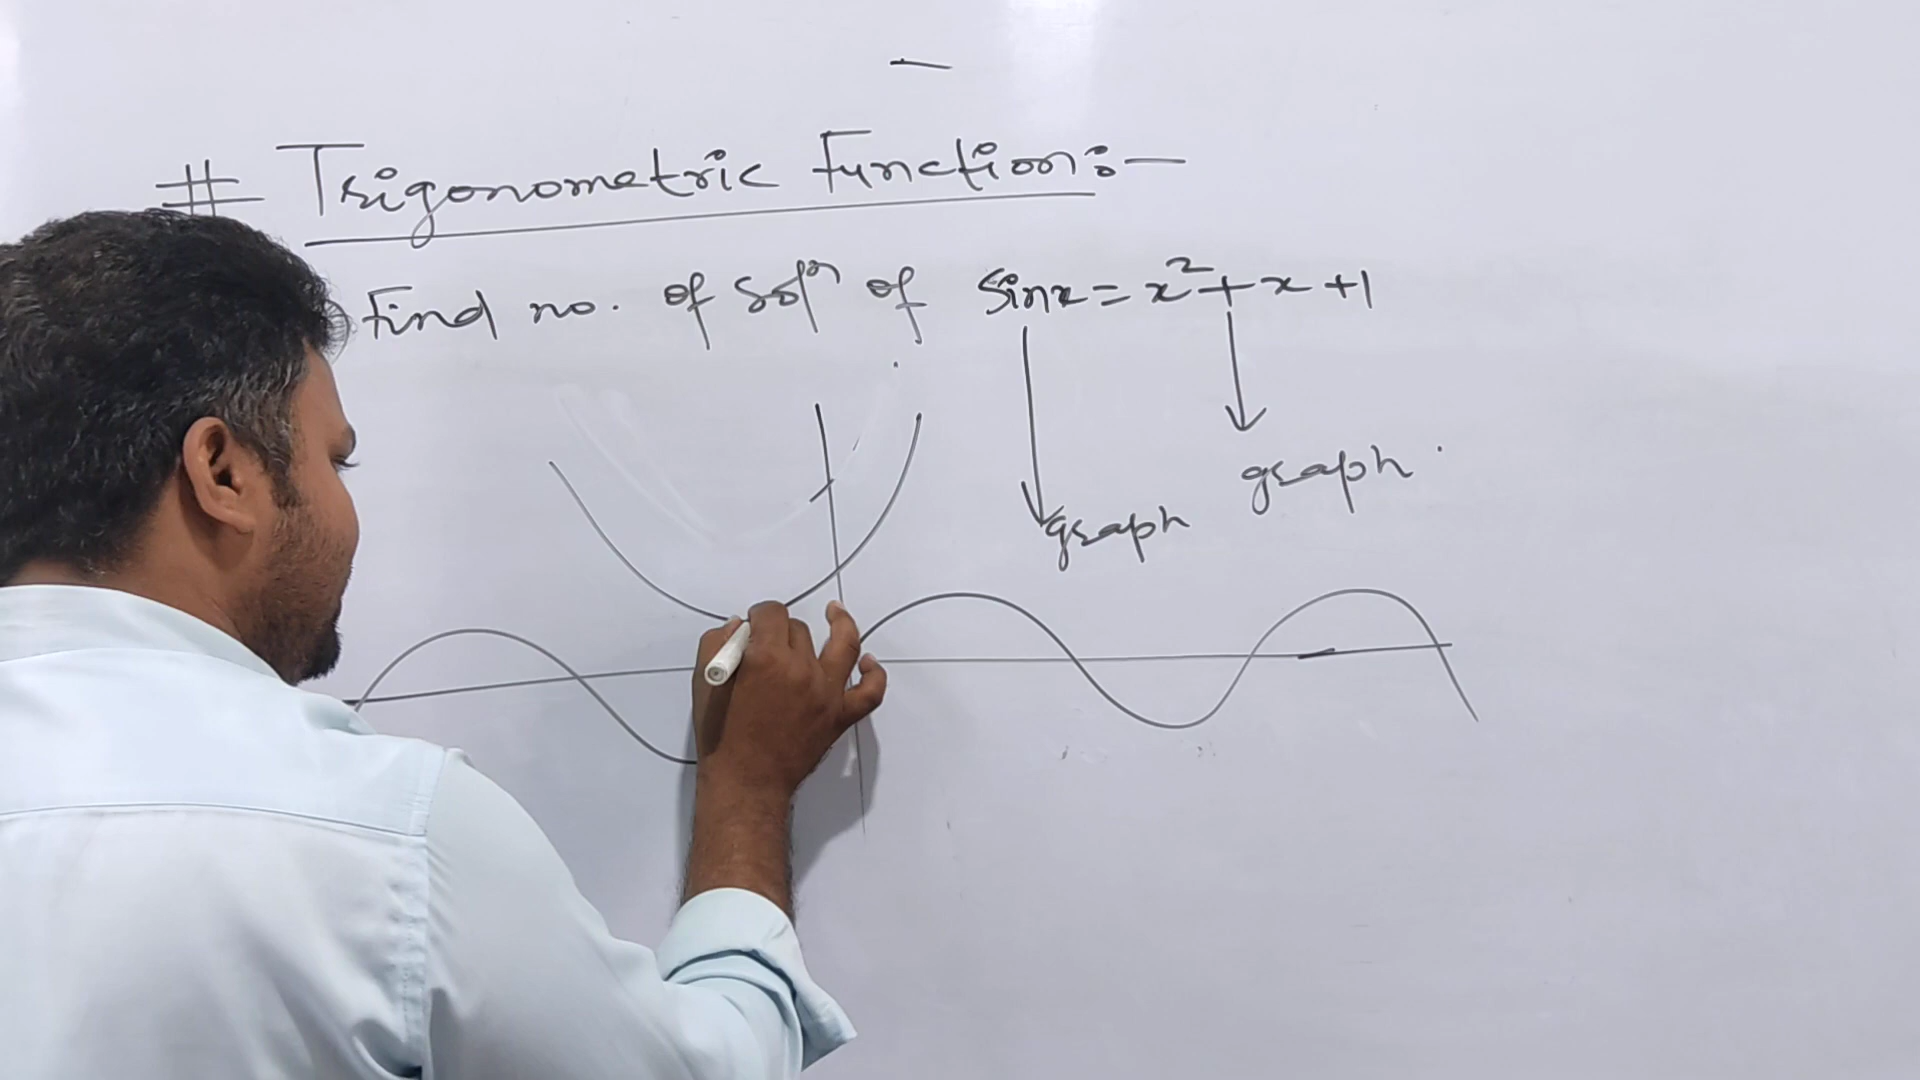 # Trigonometric Function:-
Find no. of solⁿ of sinx = x² + x + 1
graph
graph